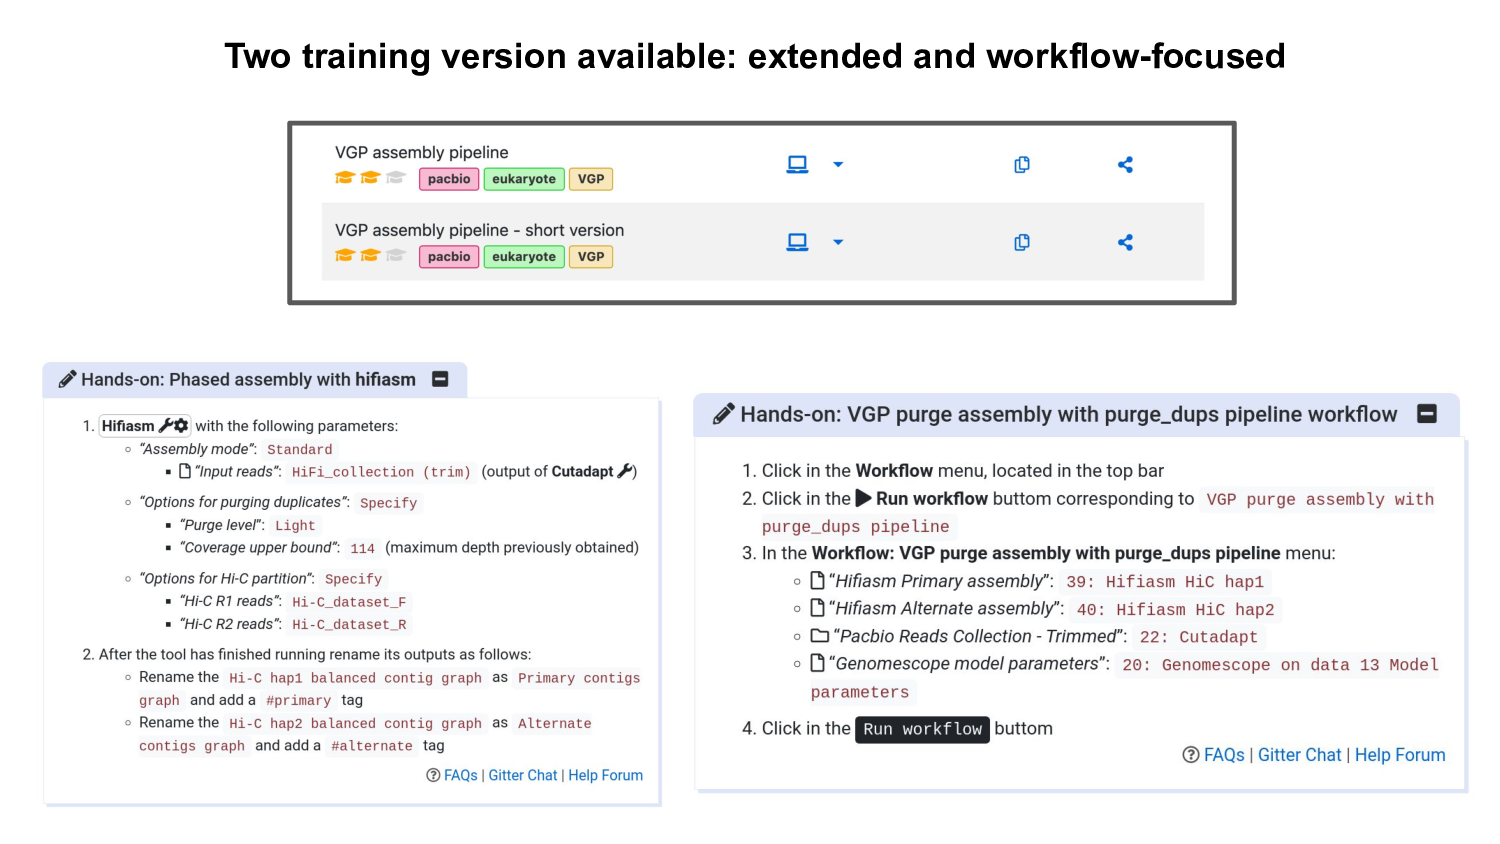 Two training version available: extended and workflow-focused
VGP assembly pipeline
pacbio eukaryote VGP
VGP assembly pipeline - short version
pacbio eukaryote VGP
Hands-on: Phased assembly with hifiasm
1. Hifiasm with the following parameters:
“Assembly mode”: Standard
“Input reads”: HiFi_collection (trim) (output of Cutadapt)
“Options for purging duplicates”: Specify
“Purge level”: Light
“Coverage upper bound”: 114 (maximum depth previously obtained)
“Options for Hi-C partition”: Specify
“Hi-C R1 reads”: Hi-C_dataset_F
“Hi-C R2 reads”: Hi-C_dataset_R
2. After the tool has finished running rename its outputs as follows:
Rename the Hi-C hap1 balanced contig graph as Primary contigs
graph and add a #primary tag
Rename the Hi-C hap2 balanced contig graph as Alternate
contigs graph and add a #alternate tag
FAQs | Gitter Chat | Help Forum
Hands-on: VGP purge assembly with purge_dups pipeline workflow
1. Click in the Workflow menu, located in the top bar
2. Click in the Run workflow buttom corresponding to VGP purge assembly with
purge_dups pipeline
3. In the Workflow: VGP purge assembly with purge_dups pipeline menu:
“Hifiasm Primary assembly”: 39: Hifiasm HiC hap1
“Hifiasm Alternate assembly”: 40: Hifiasm HiC hap2
“Pacbio Reads Collection - Trimmed”: 22: Cutadapt
“Genomescope model parameters”: 20: Genomescope on data 13 Model
parameters
4. Click in the Run workflow buttom
FAQs | Gitter Chat | Help Forum